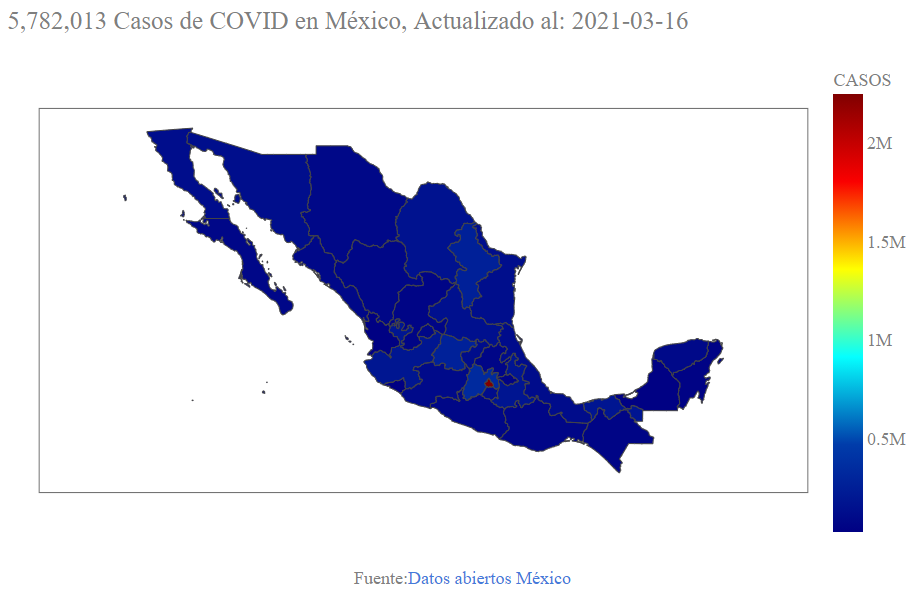 5,782,013 Casos de COVID en México, Actualizado al: 2021-03-16
CASOS
2M
1.5M
1M
0.5M
Fuente:Datos abiertos México